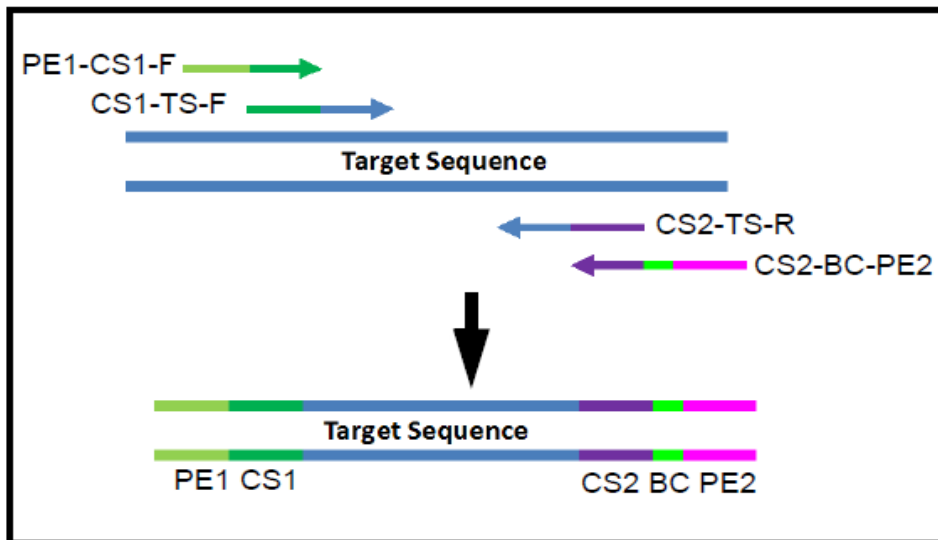 PE1-CS1-F
CS1-TS-F
Target Sequence
CS2-TS-R
CS2-BC-PE2
Target Sequence
PE1 CS1 CS2 BC PE2